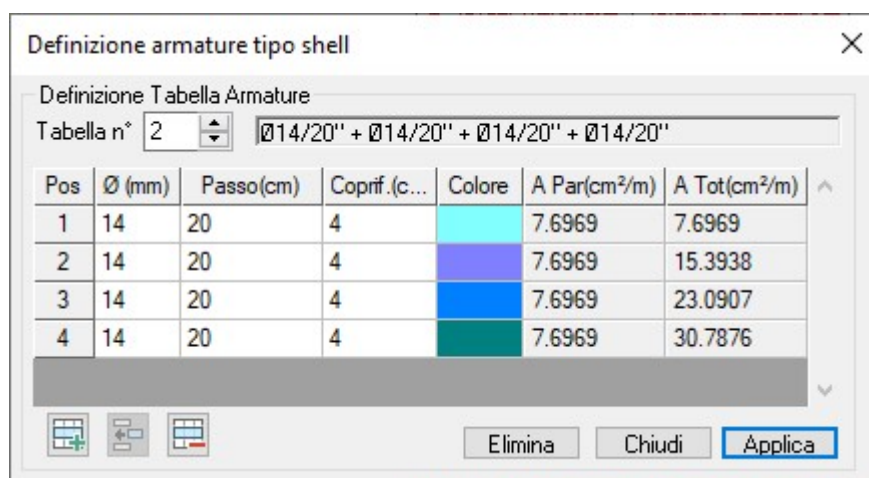 Definizione armature tipo shell
Definizione Tabella Armature
Tabella n° 2 Ø14/20'' + Ø14/20'' + Ø14/20'' + Ø14/20''
Pos Ø (mm) Passo(cm) Coprif.(c... Colore A Par(cm²/m) A Tot(cm²/m)
1 14 20 4 7.6969 7.6969
2 14 20 4 7.6969 15.3938
3 14 20 4 7.6969 23.0907
4 14 20 4 7.6969 30.7876
Elimina Chiudi Applica